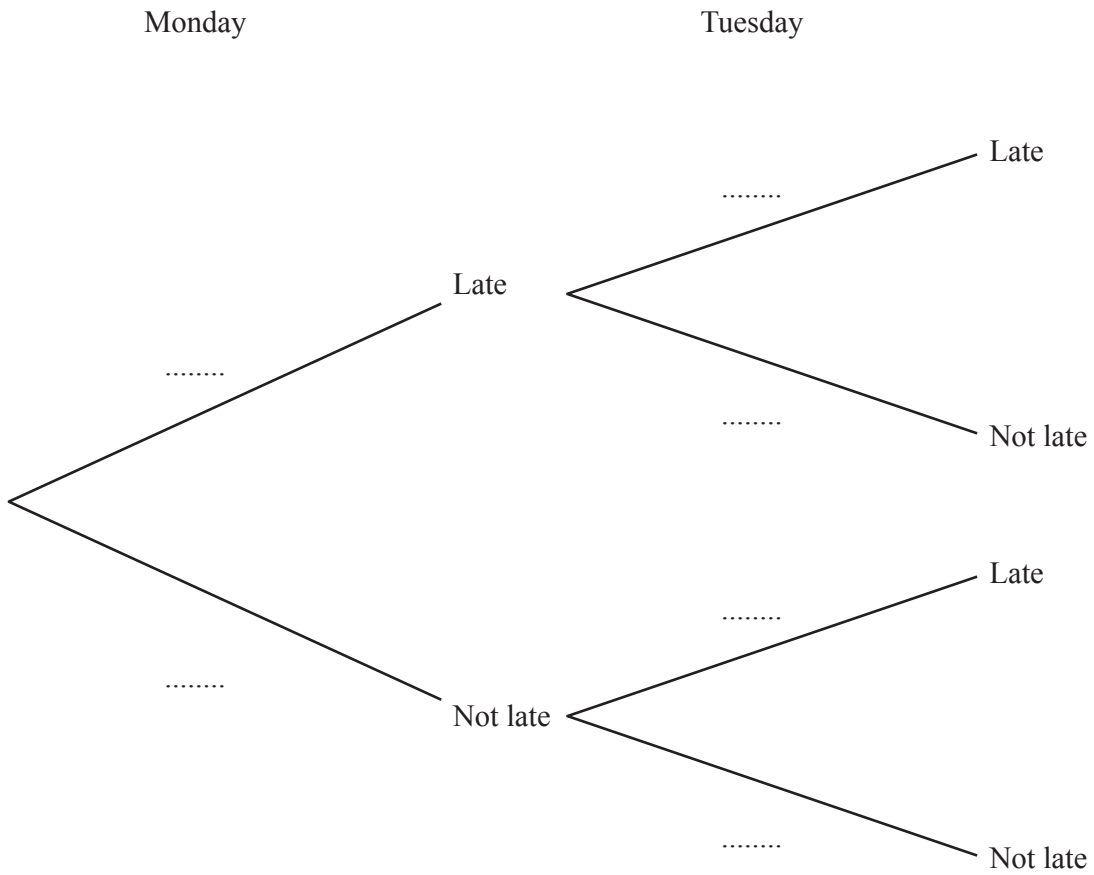 Monday Tuesday
Late
........
Late
........
........
Not late
Late
........
........
Not late
........
Not late